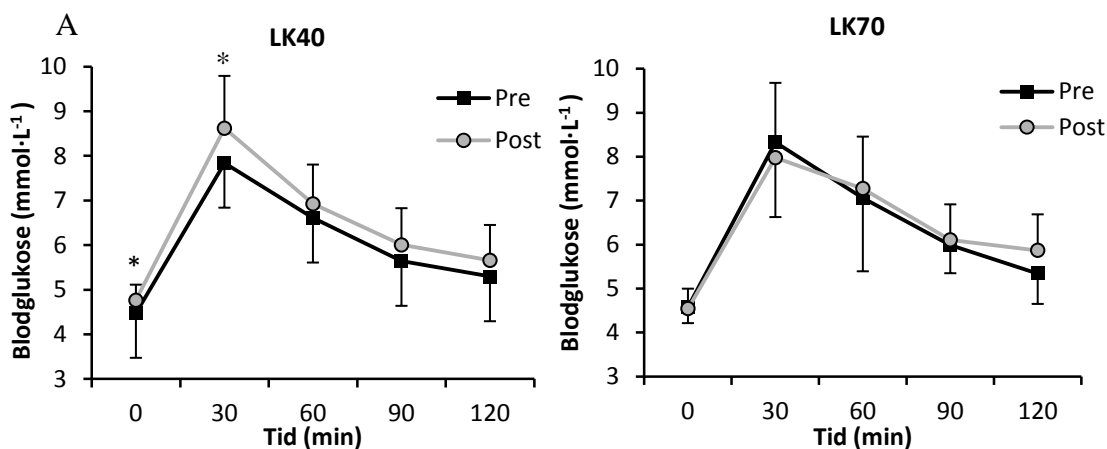 A
LK40
Blodglukose (mmol·L⁻¹ )
10
9
8
7
6
5
4
3
*
*
Pre
Post
0 30 60 90 120
Tid (min)
LK70
Blodglukose (mmol·L⁻¹ )
10
9
8
7
6
5
4
3
Pre
Post
0 30 60 90 120
Tid (min)